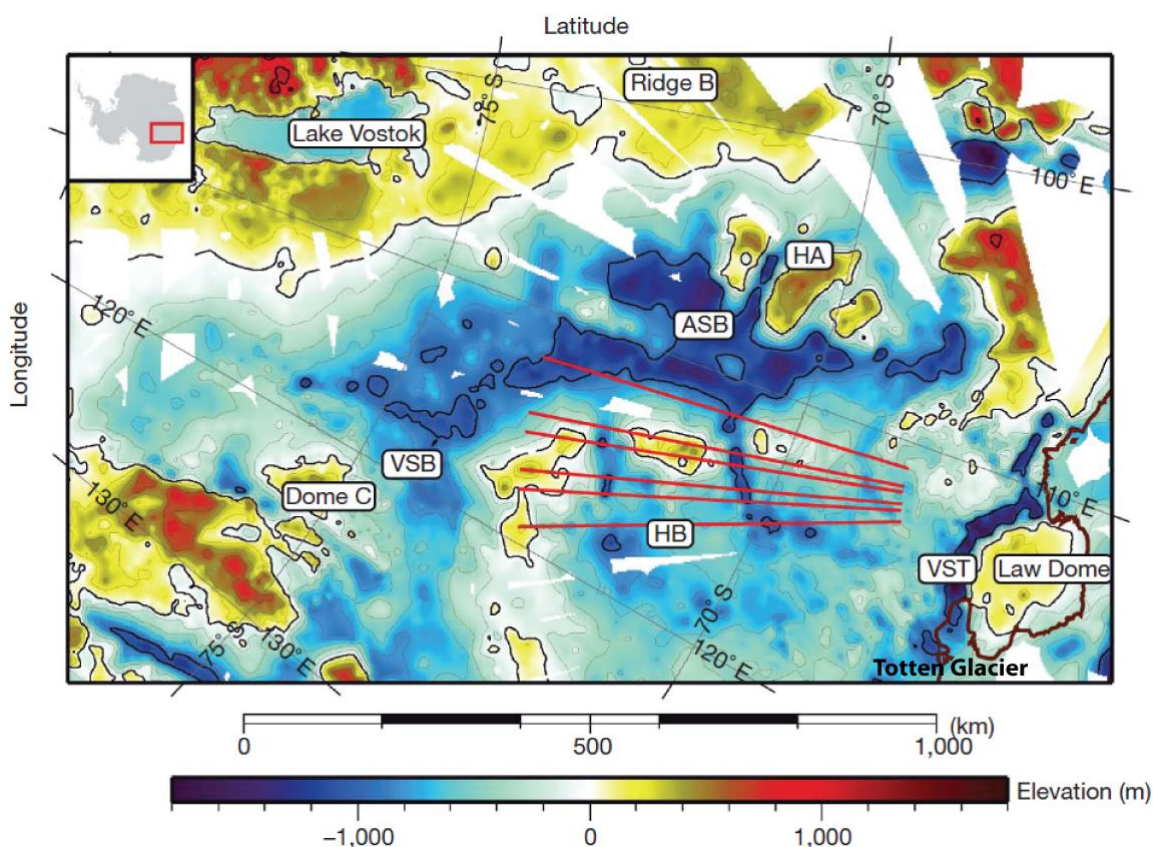 Latitude
Longitude
Ridge B
75° S
70° S
Lake Vostok
100° E
HA
120° E
ASB
VSB
Dome C
130° E
10° E
HB
VST
Law Dome
70° S
75° S
130° E
120° E
Totten Glacier
(km)
0
500
1,000
Elevation (m)
−1,000
0
1,000